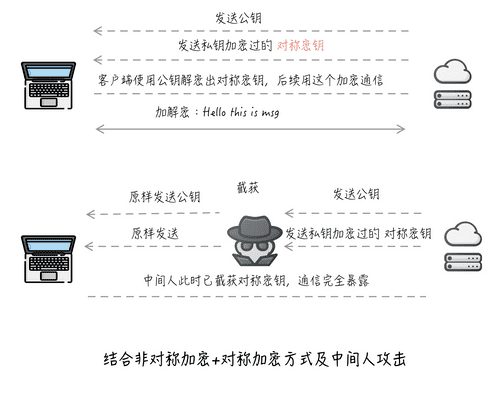 发送公钥
发送私钥加密过的 对称密钥
客户端使用公钥解密出对称密钥，后续用这个加密通信
加解密：Hello this is msg
截获
原样发送公钥
发送公钥
原样发送
发送私钥加密过的 对称密钥
中间人此时已截获对称密钥，通信完全暴露
结合非对称加密+对称加密方式及中间人攻击